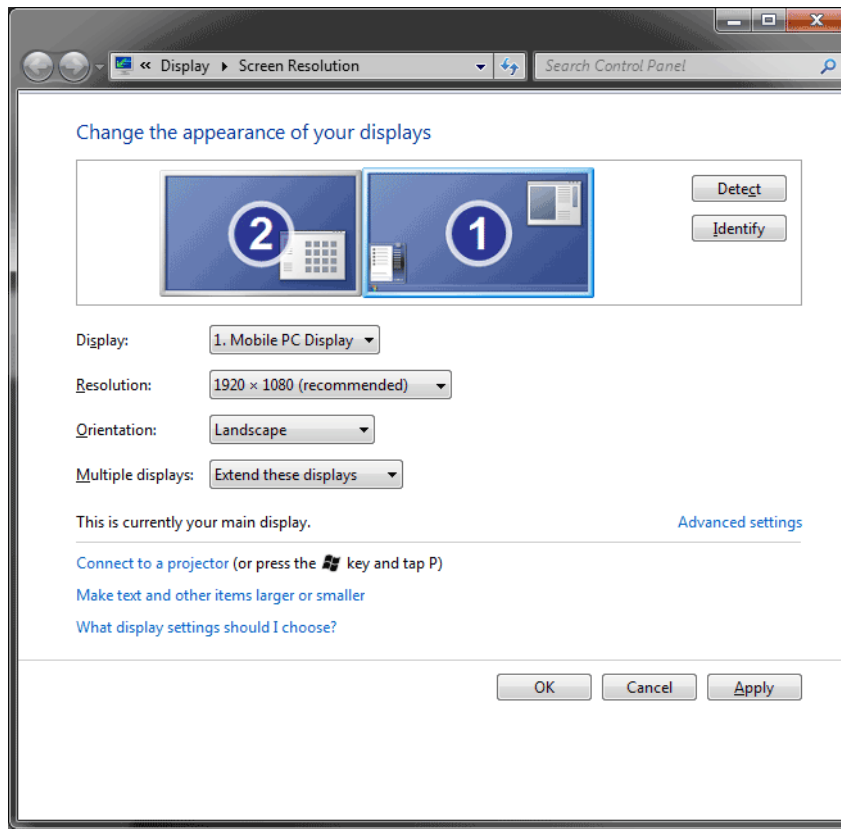 « Display ▸ Screen Resolution Search Control Panel
Change the appearance of your displays
2 1
Detect
Identify
Display: 1. Mobile PC Display
Resolution: 1920 × 1080 (recommended)
Orientation: Landscape
Multiple displays: Extend these displays
This is currently your main display. Advanced settings
Connect to a projector (or press the key and tap P)
Make text and other items larger or smaller
What display settings should I choose?
OK Cancel Apply